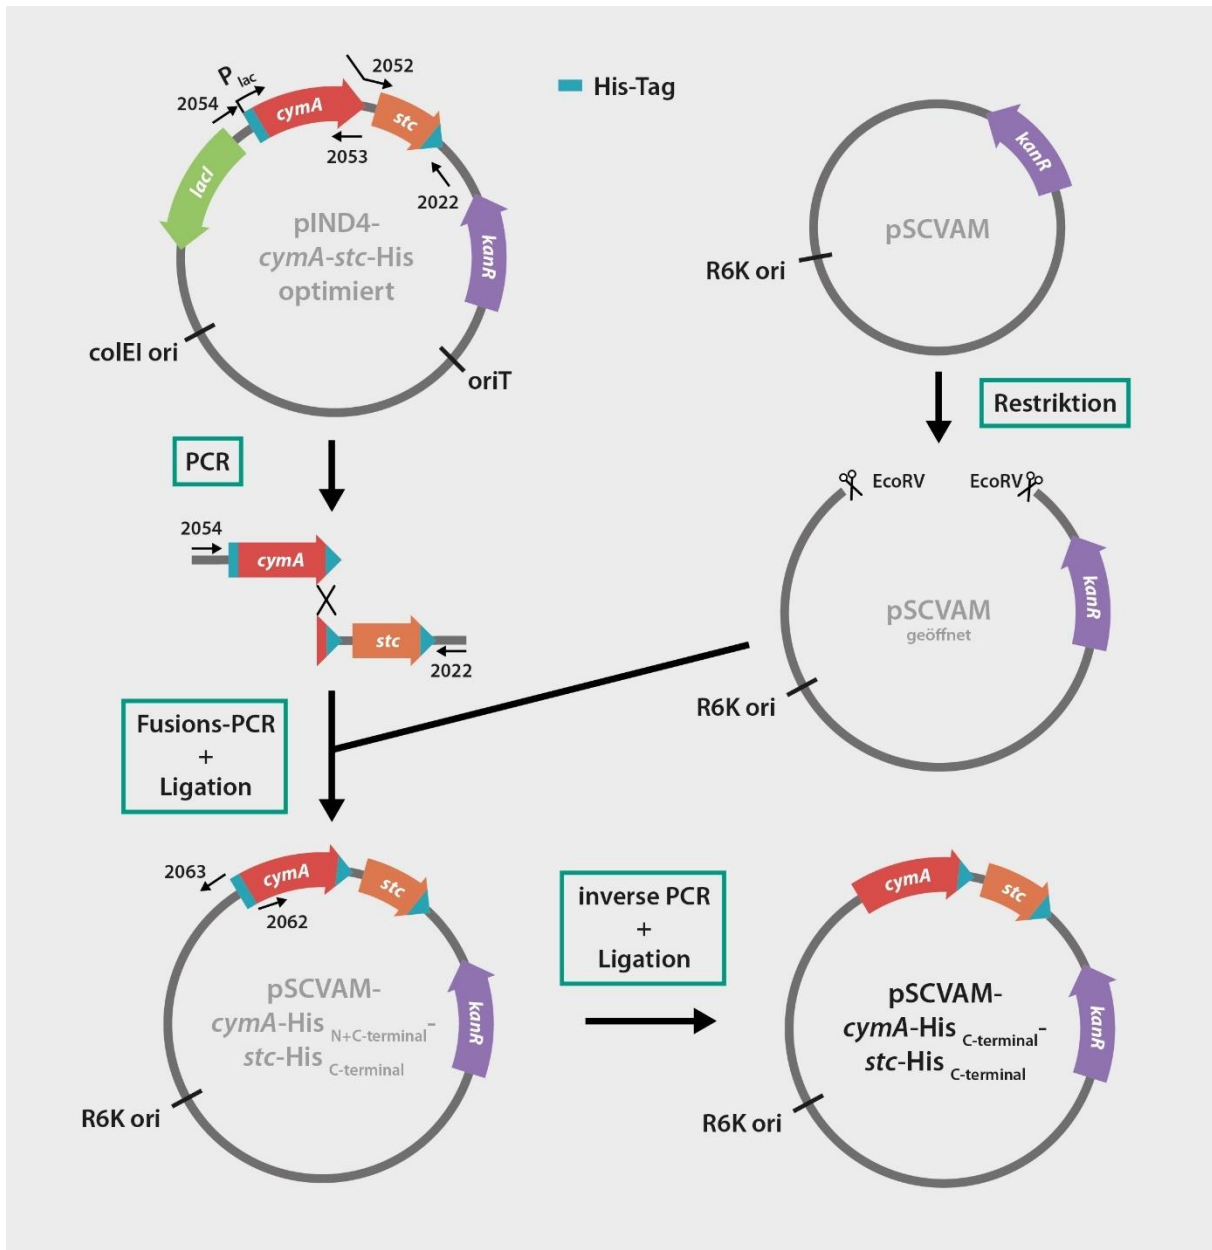 P lac
2054
cymA
2052
stc
2053
2022
lacI
kanR
pIND4-
cymA-stc-His
optimiert
colEI ori
oriT
His-Tag
kanR
pSCVAM
R6K ori
Restriktion
PCR
2054
cymA
stc
2022
EcoRV
EcoRV
kanR
pSCVAM
geöffnet
R6K ori
Fusions-PCR
+
Ligation
2063
cymA
2062
stc
kanR
pSCVAM-
cymA-His N+C-terminal-
stc-His C-terminal
R6K ori
inverse PCR
+
Ligation
cymA
stc
kanR
pSCVAM-
cymA-His C-terminal-
stc-His C-terminal
R6K ori